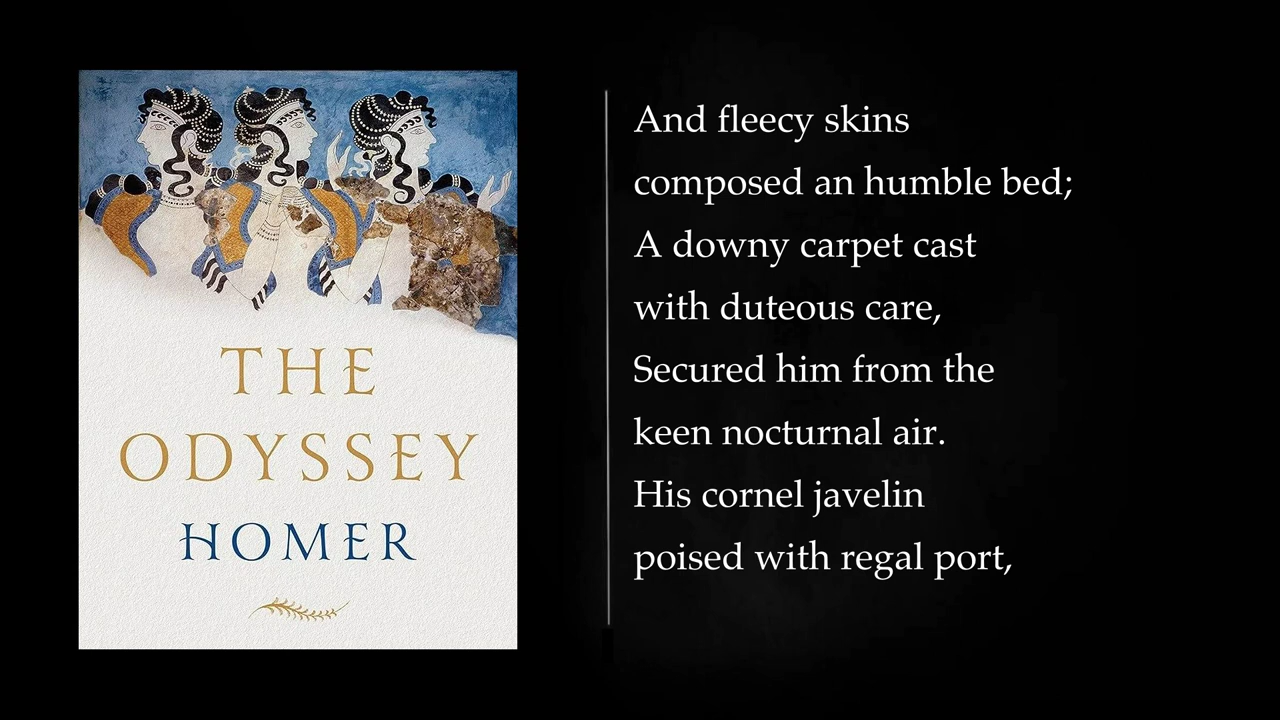 THE
ODYSSEY
HOMER
And fleecy skins
composed an humble bed;
A downy carpet cast
with duteous care,
Secured him from the
keen nocturnal air.
His cornel javelin
poised with regal port,